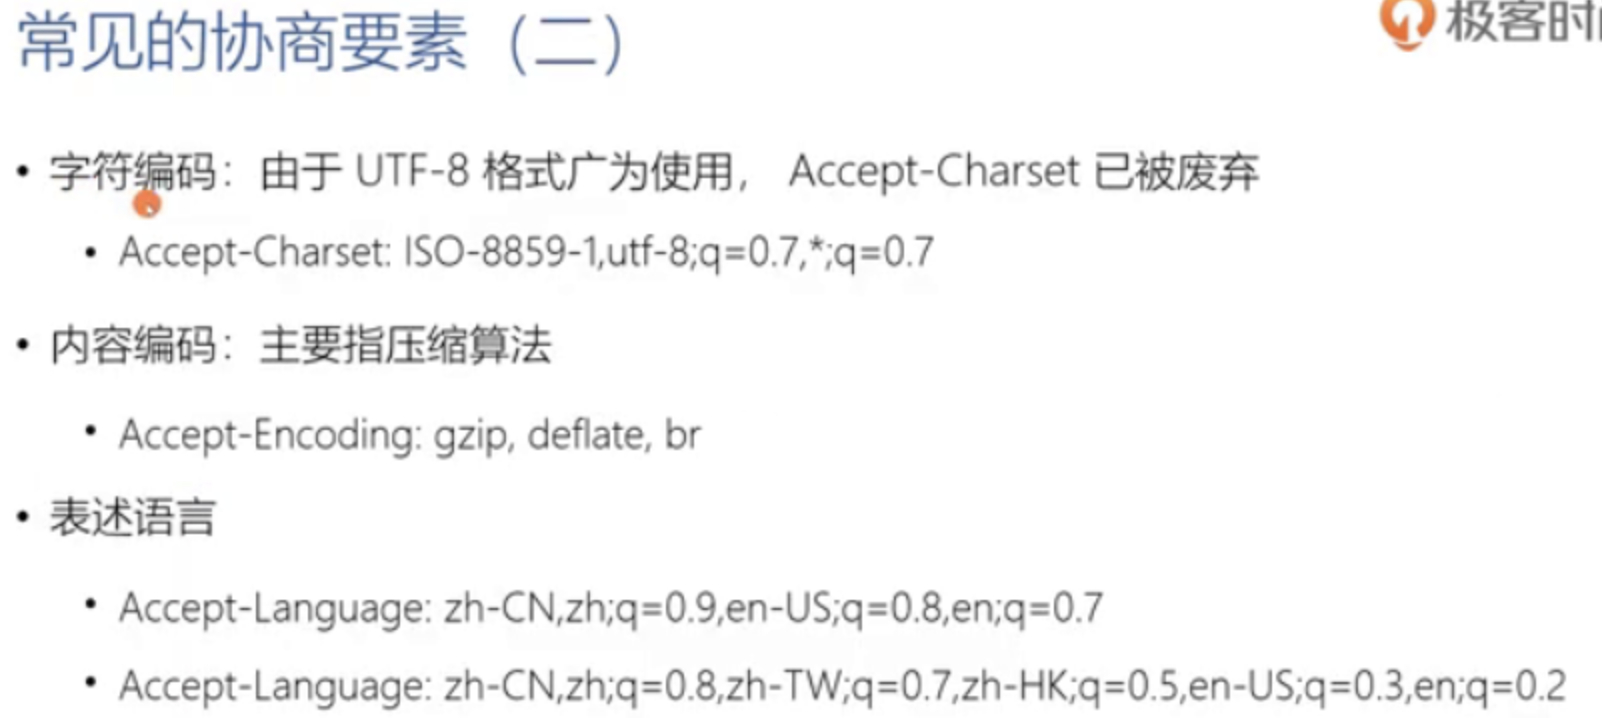 常见的协商要素（二）
极客时
• 字符编码：由于 UTF-8 格式广为使用， Accept-Charset 已被废弃
• Accept-Charset: ISO-8859-1,utf-8;q=0.7,*;q=0.7
• 内容编码：主要指压缩算法
• Accept-Encoding: gzip, deflate, br
• 表述语言
• Accept-Language: zh-CN,zh;q=0.9,en-US;q=0.8,en;q=0.7
• Accept-Language: zh-CN,zh;q=0.8,zh-TW;q=0.7,zh-HK;q=0.5,en-US;q=0.3,en;q=0.2